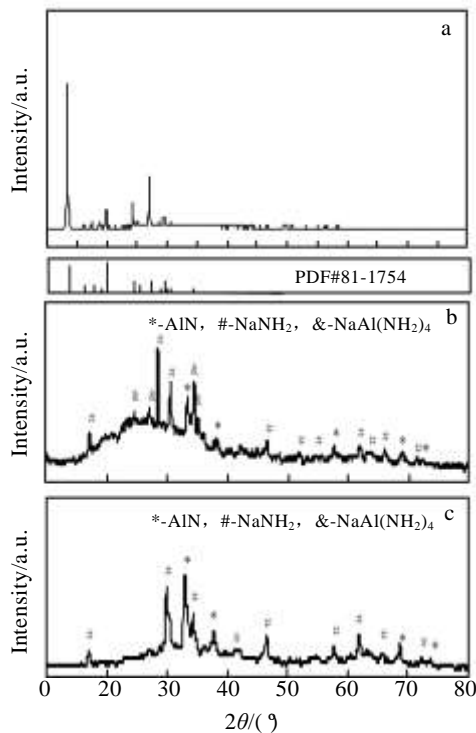 a
Intensity/a.u.
PDF#81-1754
b
*-AlN, #-NaNH₂, &-NaAl(NH₂)₄
Intensity/a.u.
c
*-AlN, #-NaNH₂, &-NaAl(NH₂)₄
Intensity/a.u.
0 10 20 30 40 50 60 70 80
2θ/(°)